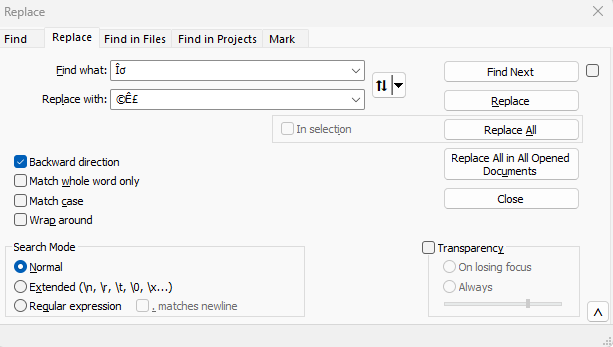 Replace
Find Replace Find in Files Find in Projects Mark
Find what: Îơ Find Next
Replace with: ©Ê£ Replace
In selection Replace All
Backward direction Replace All in All Opened Documents
Match whole word only
Match case Close
Wrap around
Search Mode Transparency
Normal On losing focus
Extended (\n, \r, \t, \0, \x...) Always
Regular expression . matches newline